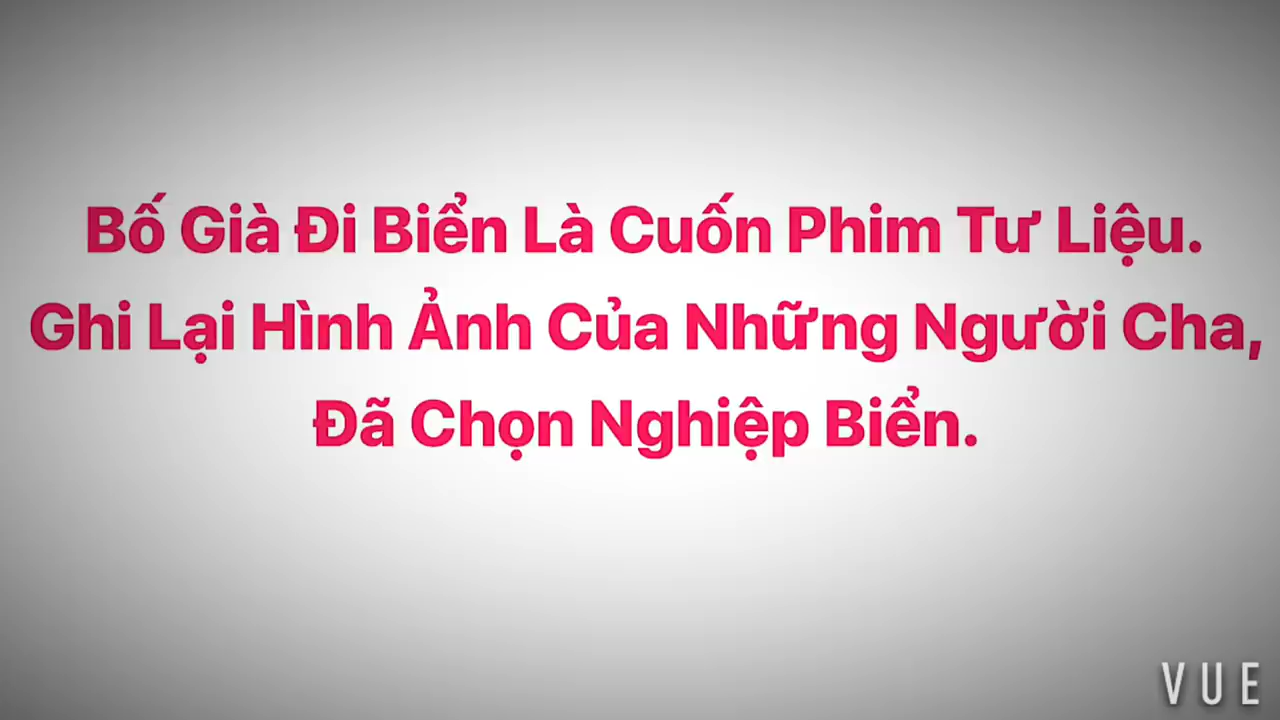 Bố Già Đi Biển Là Cuốn Phim Tư Liệu.
Ghi Lại Hình Ảnh Của Những Người Cha,
Đã Chọn Nghiệp Biển.
VUE